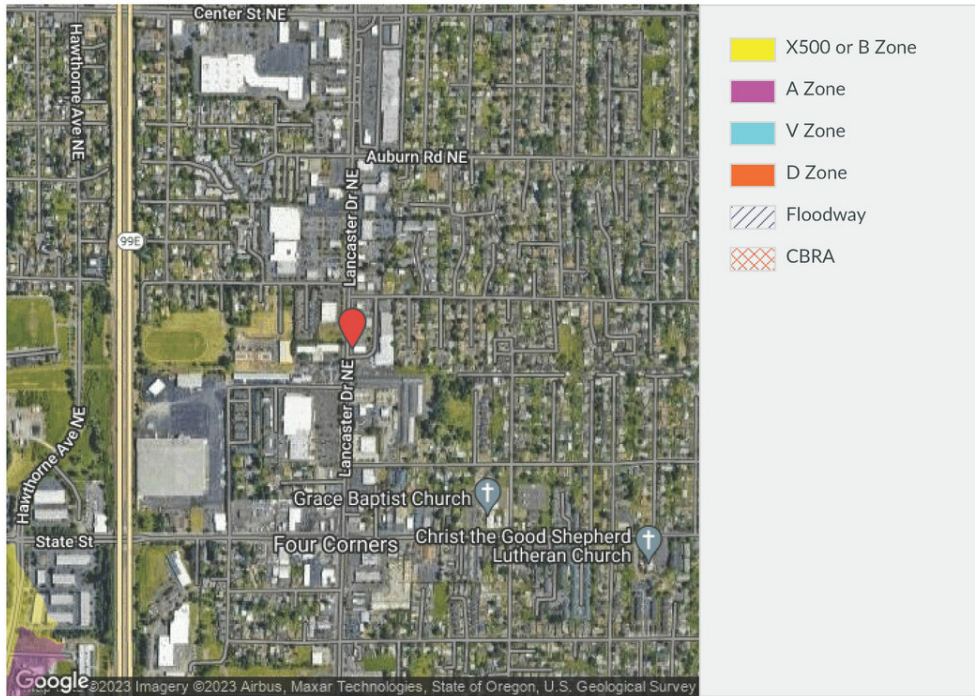 Center St NE
Hawthorne Ave NE
Auburn Rd NE
Lancaster Dr NE
99E
Lancaster Dr NE
Hawthorne Ave NE
Grace Baptist Church
State St
Four Corners
Christ the Good Shepherd
Lutheran Church
Google
©2023 Imagery ©2023 Airbus, Maxar Technologies, State of Oregon, U.S. Geological Survey
X500 or B Zone
A Zone
V Zone
D Zone
Floodway
CBRA